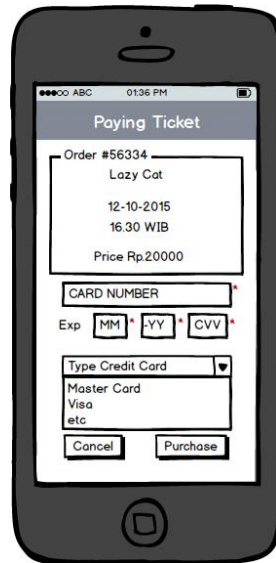 ABC 01:36 PM
Paying Ticket
Order #56334
Lazy Cat
12-10-2015
16.30 WIB
Price Rp.20000
CARD NUMBER *
Exp MM * -YY * CVV *
Type Credit Card
Master Card
Visa
etc
Cancel Purchase